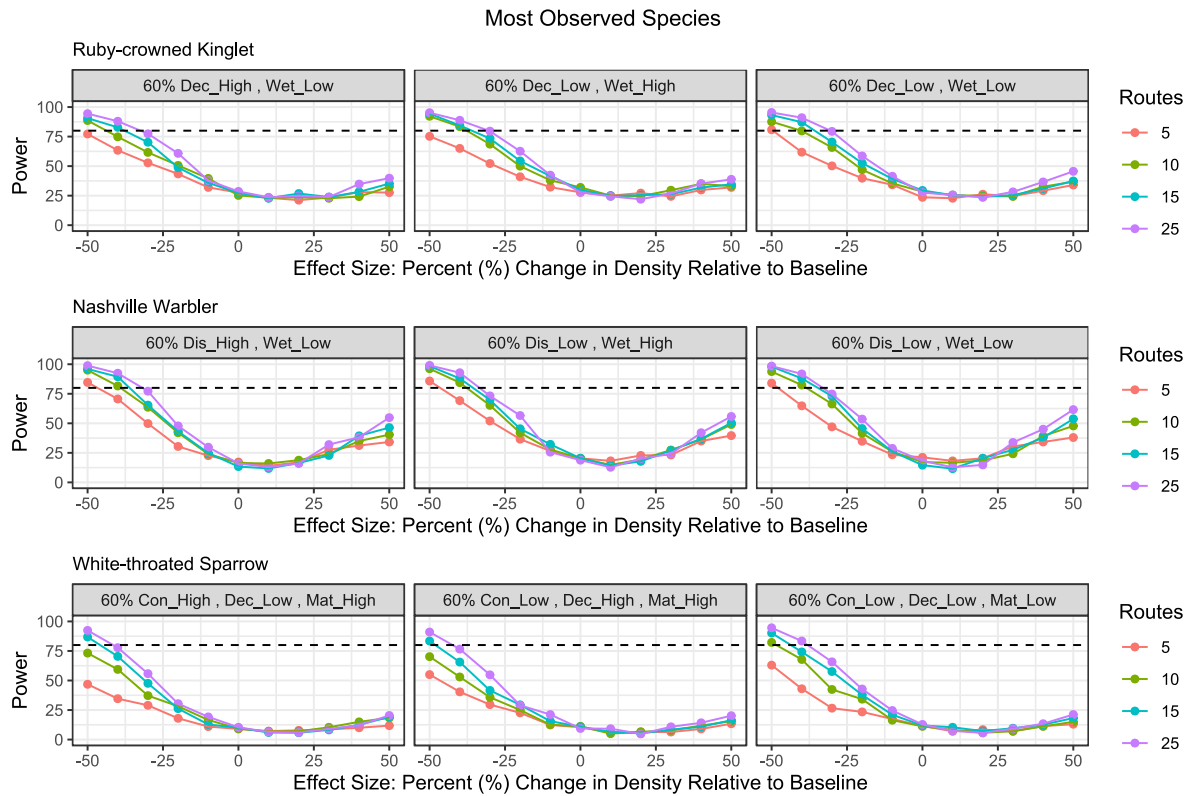 Most Observed Species
Ruby-crowned Kinglet
60% Dec_High , Wet_Low
60% Dec_Low , Wet_High
60% Dec_Low , Wet_Low
100
75
50
25
0
Power
-50 -25 0 25 50
-50 -25 0 25 50
-50 -25 0 25 50
Effect Size: Percent (%) Change in Density Relative to Baseline
Routes
5
10
15
25
Nashville Warbler
60% Dis_High , Wet_Low
60% Dis_Low , Wet_High
60% Dis_Low , Wet_Low
100
75
50
25
0
Power
-50 -25 0 25 50
-50 -25 0 25 50
-50 -25 0 25 50
Effect Size: Percent (%) Change in Density Relative to Baseline
Routes
5
10
15
25
White-throated Sparrow
60% Con_High , Dec_Low , Mat_High
60% Con_Low , Dec_High , Mat_High
60% Con_Low , Dec_Low , Mat_Low
100
75
50
25
0
Power
-50 -25 0 25 50
-50 -25 0 25 50
-50 -25 0 25 50
Effect Size: Percent (%) Change in Density Relative to Baseline
Routes
5
10
15
25